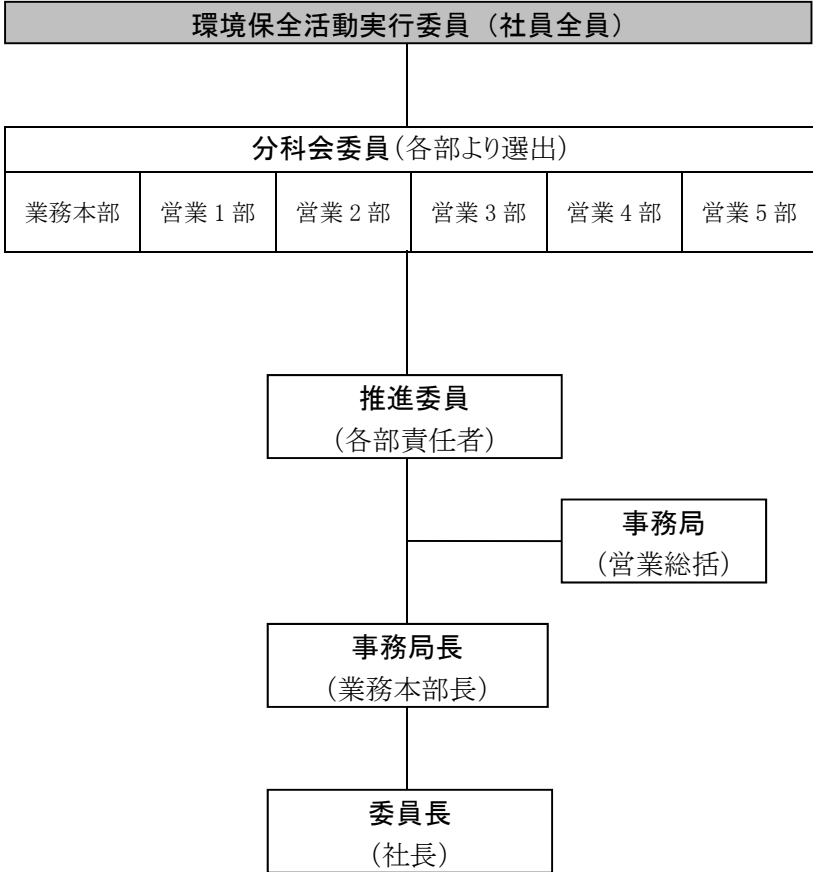 環境保全活動実行委員（社員全員）
分科会委員（各部より選出）
業務本部
営業１部
営業２部
営業３部
営業４部
営業５部
推進委員
（各部責任者）
事務局
（営業総括）
事務局長
（業務本部長）
委員長
（社長）